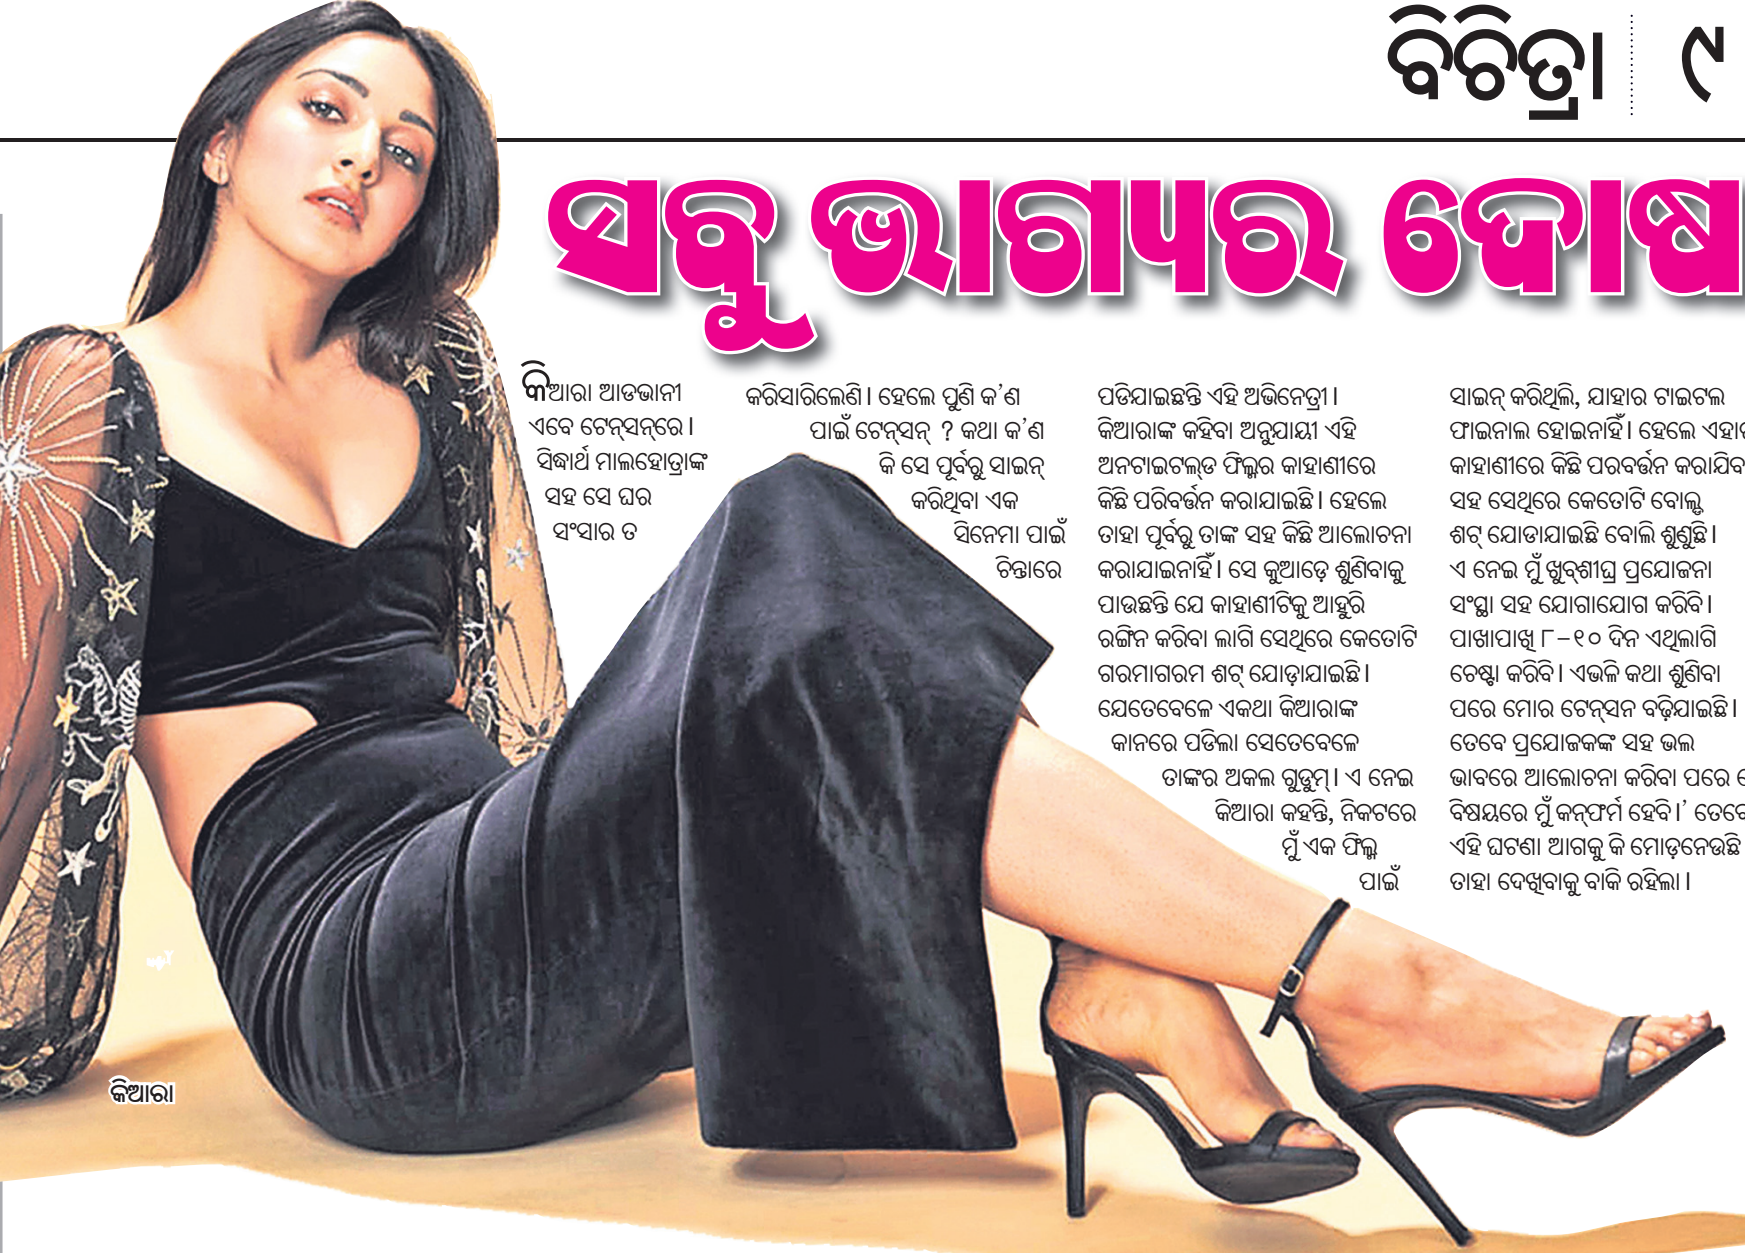 ବିଚିତ୍ରା ୯
ସବୁ ଭାଗ୍ୟର ଦୋଷ
କିଆରା ଆଡଭାନୀ
ଏବେ ଟେନ୍‌ସନ୍‌ରେ।
ସିଦ୍ଧାର୍ଥ ମାଲହୋତ୍ରାଙ୍କ
ସହ ସେ ଘର
ସଂସାର ତ
କରିସାରିଲେଣି। ହେଲେ ପୁଣି କ'ଣ
ପାଇଁ ଟେନ୍‌ସନ୍ ? କଥା କ'ଣ
କି ସେ ପୂର୍ବରୁ ସାଇନ୍
କରିଥିବା ଏକ
ସିନେମା ପାଇଁ
ଚିନ୍ତାରେ
ପଡିଯାଇଛନ୍ତି ଏହି ଅଭିନେତ୍ରୀ।
କିଆରାଙ୍କ କହିବା ଅନୁଯାୟୀ ଏହି
ଅନଟାଇଟଲ୍‌ଡ ଫିଲ୍ମର କାହାଣୀରେ
କିଛି ପରିବର୍ତ୍ତନ କରାଯାଇଛି। ହେଲେ
ତାହା ପୂର୍ବରୁ ତାଙ୍କ ସହ କିଛି ଆଲୋଚନା
କରାଯାଇନାହିଁ। ସେ କୁଆଡ଼େ ଶୁଣିବାକୁ
ପାଉଛନ୍ତି ଯେ କାହାଣୀଟିକୁ ଆହୁରି
ରଙ୍ଗିନ କରିବା ଲାଗି ସେଥିରେ କେତୋଟି
ଗରମାଗରମ ଶଟ୍ ଯୋଡ଼ାଯାଇଛି।
ଯେତେବେଳେ ଏକଥା କିଆରାଙ୍କ
କାନରେ ପଡିଲା ସେତେବେଳେ
ତାଙ୍କର ଅକଲ ଗୁଡୁମ୍। ଏ ନେଇ
କିଆରା କହନ୍ତି, ନିକଟରେ
ମୁଁ ଏକ ଫିଲ୍ମ
ପାଇଁ
ସାଇନ୍ କରିଥିଲି, ଯାହାର ଟାଇଟଲ
ଫାଇନାଲ ହୋଇନାହିଁ। ହେଲେ
କାହାଣୀରେ କିଛି ପରବର୍ତ୍ତନ
ସହ ସେଥିରେ କେତୋଟି ବୋଲ୍ଡ
ଶଟ୍ ଯୋଡାଯାଇଛି ବୋଲି ଶୁଣୁଛି।
ଏ ନେଇ ମୁଁ ଖୁବ୍‌ଶୀଘ୍ର ପ୍ରଯୋଜନା
ସଂସ୍ଥା ସହ ଯୋଗାଯୋଗ କରିବି।
ପାଖାପାଖି ୮–୧୦ ଦିନ ଏଥିଲାଗି
ଚେଷ୍ଟା କରିବି। ଏଭଳି କଥା ଶୁଣିବା
ପରେ ମୋର ଟେନ୍‌ସନ ବଢ଼ିଯାଇଛି।
ତେବେ ପ୍ରଯୋଜକଙ୍କ ସହ ଭଲ
ଭାବରେ ଆଲୋଚନା କରିବା ପରେ
ବିଷୟରେ ମୁଁ କନ୍‌ଫର୍ମ ହେବି।'
ଏହି ଘଟଣା ଆଗକୁ କି ମୋଡ଼ନେଉଛି
ତାହା ଦେଖିବାକୁ ବାକି ରହିଲା।
କିଆରା